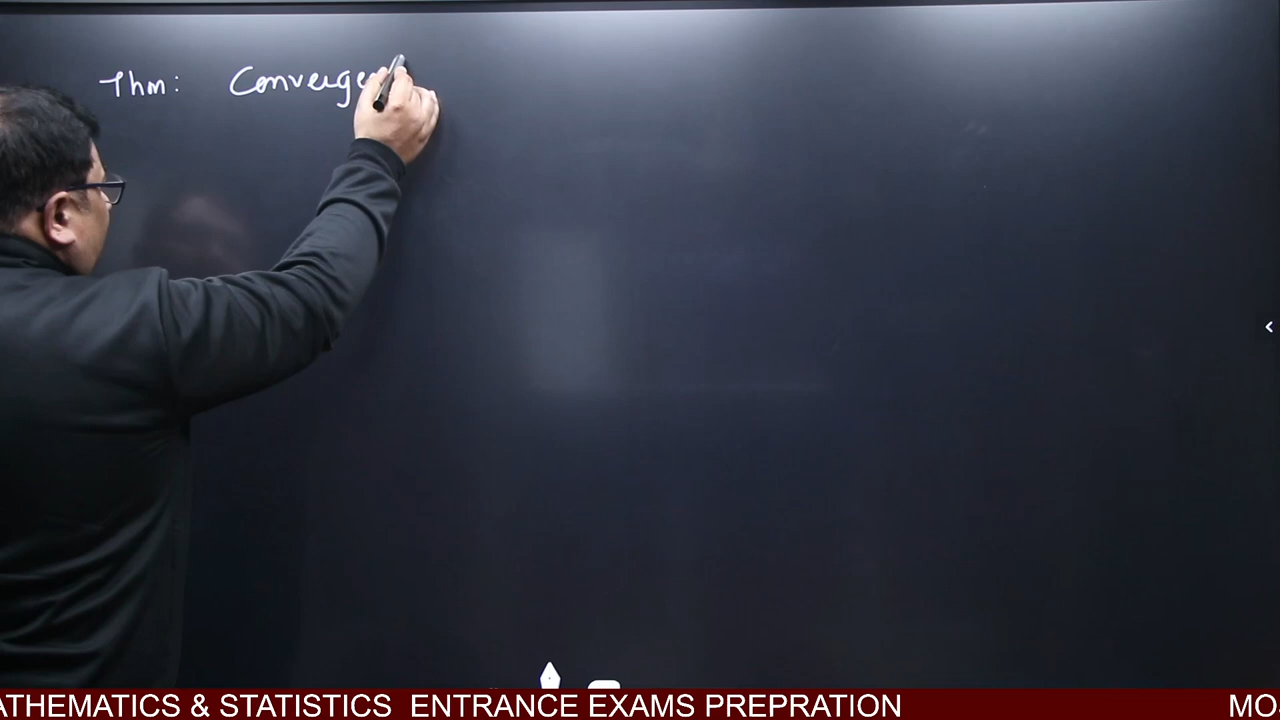 Thm: Converge
ATHEMATICS & STATISTICS ENTRANCE EXAMS PREPRATION MO